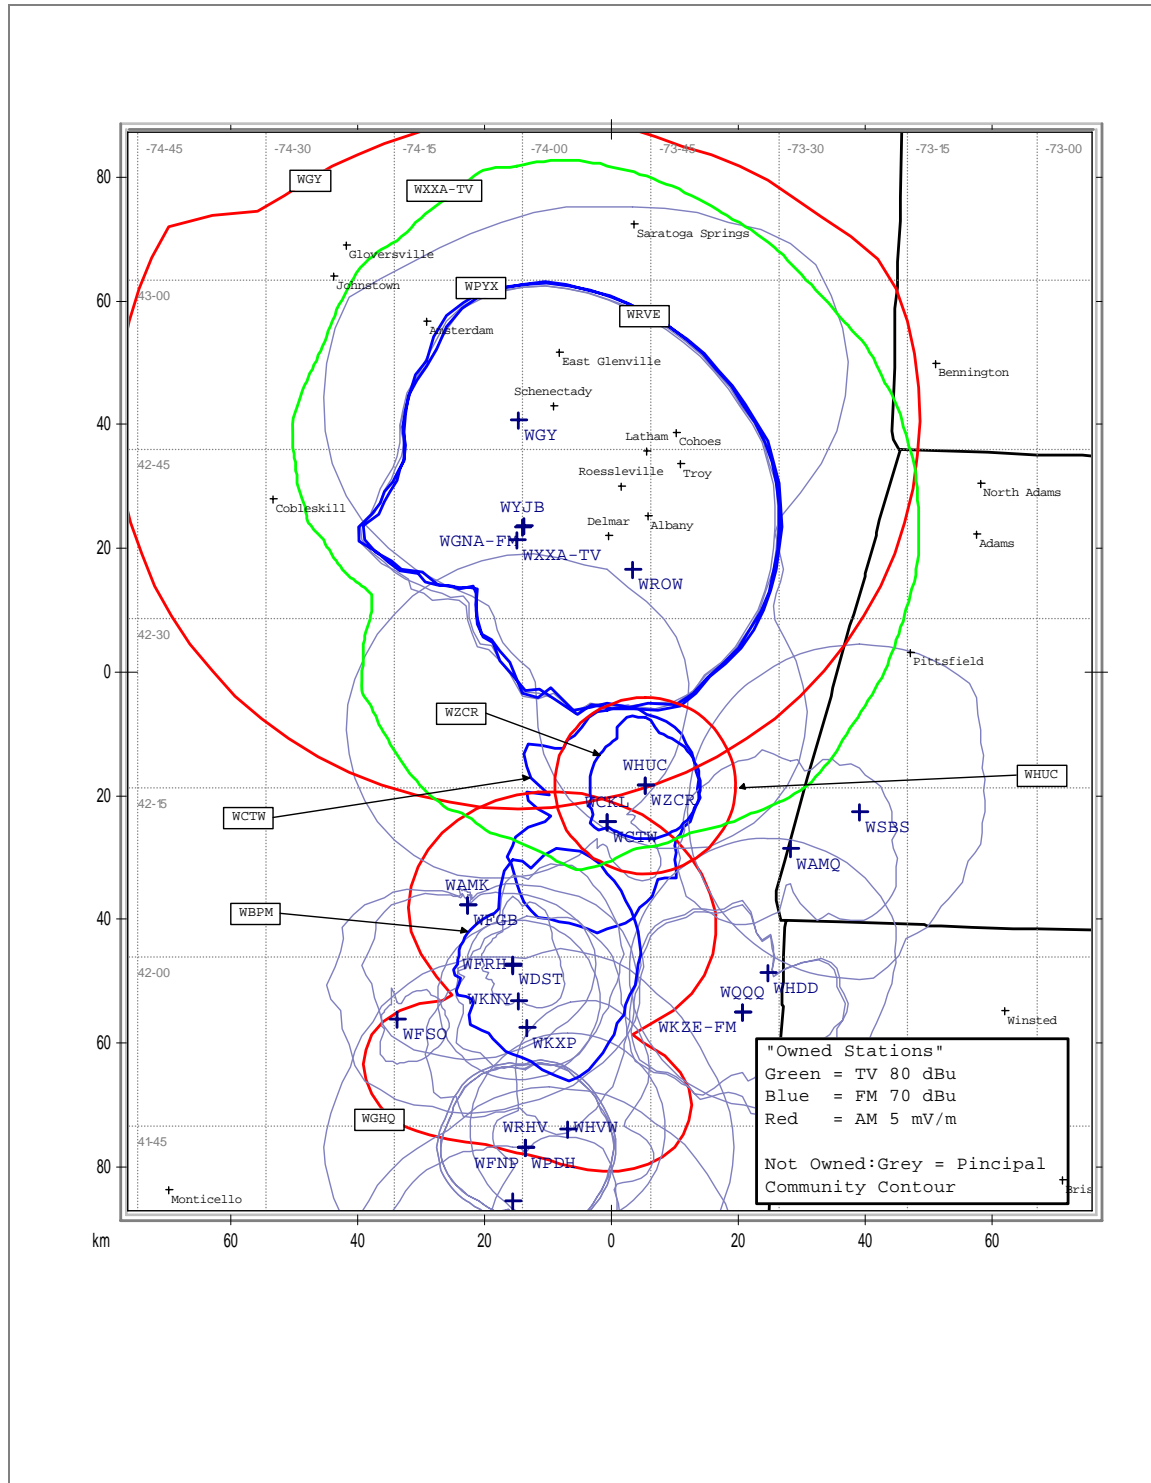 -74-45 -74-30 -74-15 -74-00 -73-45 -73-30 -73-15 -73-00
80
WGY
WXXA-TV
Saratoga Springs
Gloversville
Johnstown
43-00
WPYX
60
WRVE
Amsterdam
East Glenville
Bennington
Schenectady
40
WGY
Latham
Cohoes
42-45
Roessleville
Troy
North Adams
Cobleskill
WYJB
Delmar
Albany
20
WGNA-FM
WXXA-TV
Adams
WROW
42-30
0
Pittsfield
WZCR
WHUC
WHUC
20
42-15
WCKL
WZCR
WCTW
WCTW
WSBS
WAMQ
WAMK
40
WBPM
WFGB
WFRH
42-00
WDST
WHDD
WKNY
WQQQ
WFSO
WKZE-FM
Winsted
60
WKXP
"Owned Stations"
Green = TV 80 dBu
Blue = FM 70 dBu
Red = AM 5 mV/m
Not Owned:Grey = Pincipal
Community Contour
WGHQ
WRHV
WHVW
41-45
WFNP
WPDH
80
Monticello
Bris
km 60 40 20 0 20 40 60